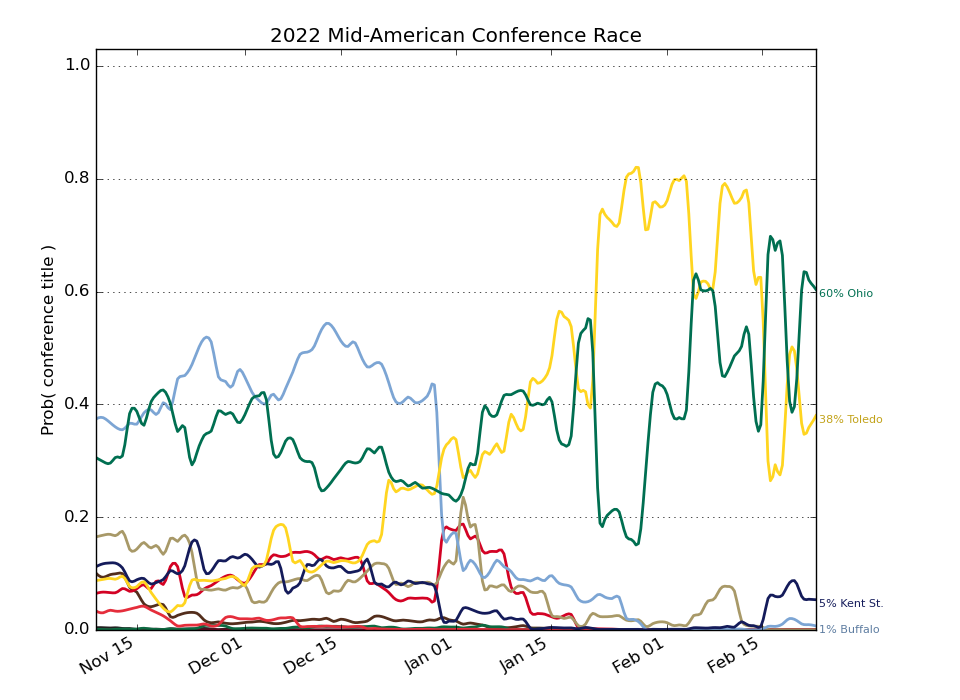 2022 Mid-American Conference Race
Prob( conference title )
1.0
0.8
0.6
0.4
0.2
0.0
Nov 15
Dec 01
Dec 15
Jan 01
Jan 15
Feb 01
Feb 15
60% Ohio
38% Toledo
5% Kent St.
1% Buffalo